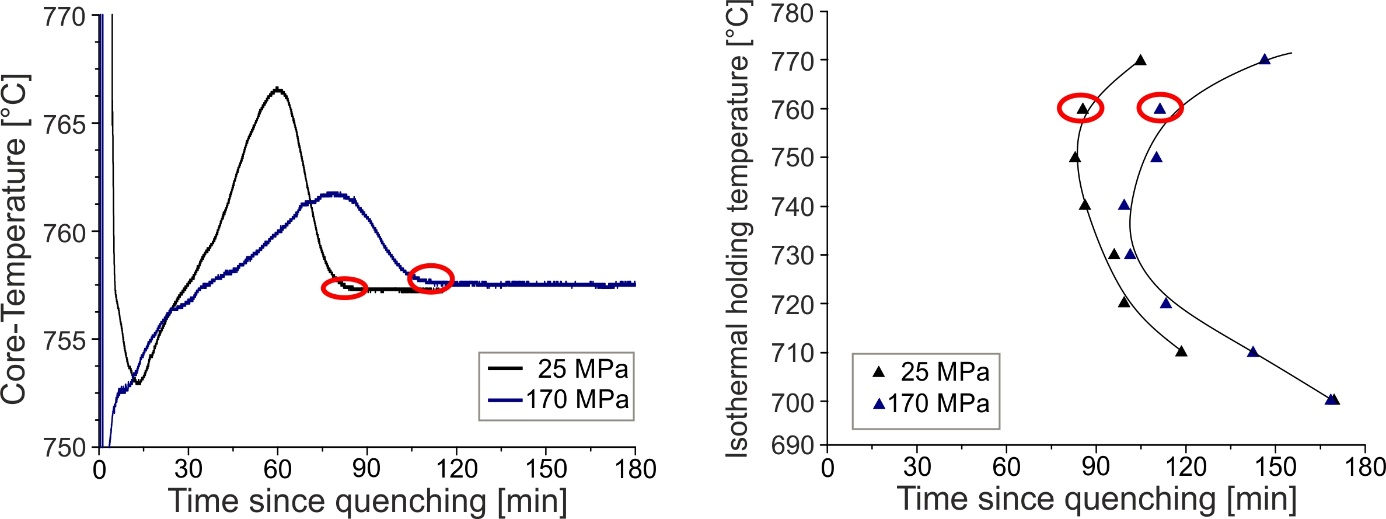 Core-Temperature [°C]
770
765
760
755
750
0 30 60 90 120 150 180
Time since quenching [min]
25 MPa
170 MPa
Isothermal holding temperature [°C]
780
770
760
750
740
730
720
710
700
690
0 30 60 90 120 150 180
Time since quenching [min]
25 MPa
170 MPa